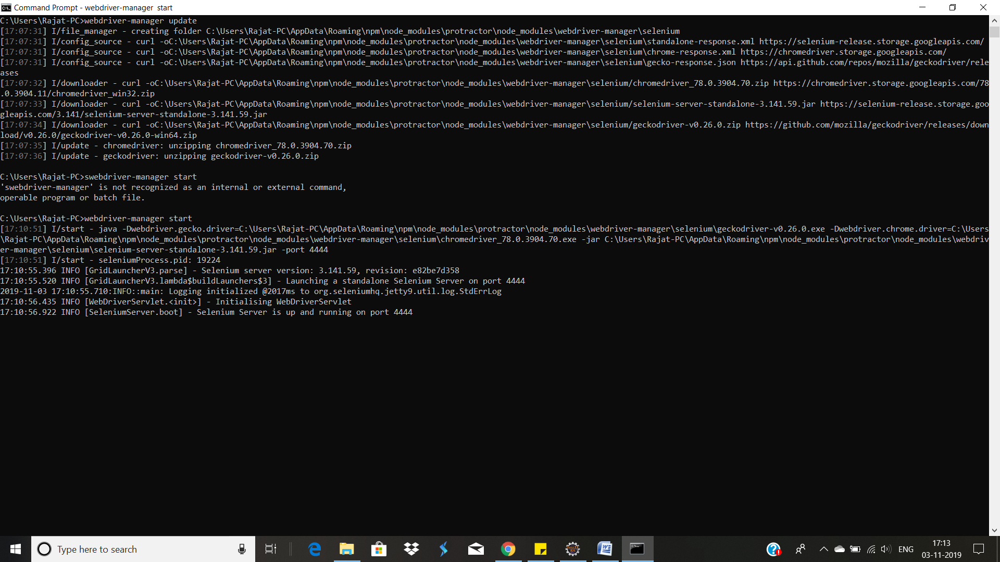 Command Prompt - webdriver-manager  start
C:\Users\Rajat-PC>webdriver-manager update
[17:07:31] I/file_manager - creating folder C:\Users\Rajat-PC\AppData\Roaming\npm\node_modules\protractor\node_modules\webdriver-manager\selenium
[17:07:31] I/config_source - curl -oC:\Users\Rajat-PC\AppData\Roaming\npm\node_modules\protractor\node_modules\webdriver-manager\selenium\standalone-response.xml https://selenium-release.storage.googleapis.com/
[17:07:31] I/config_source - curl -oC:\Users\Rajat-PC\AppData\Roaming\npm\node_modules\protractor\node_modules\webdriver-manager\selenium\chrome-response.xml https://chromedriver.storage.googleapis.com/
[17:07:31] I/config_source - curl -oC:\Users\Rajat-PC\AppData\Roaming\npm\node_modules\protractor\node_modules\webdriver-manager\selenium\gecko-response.json https://api.github.com/repos/mozilla/geckodriver/rele
ases
[17:07:32] I/downloader - curl -oC:\Users\Rajat-PC\AppData\Roaming\npm\node_modules\protractor\node_modules\webdriver-manager\selenium/chromedriver_78.0.3904.70.zip https://chromedriver.storage.googleapis.com/78
.0.3904.11/chromedriver_win32.zip
[17:07:33] I/downloader - curl -oC:\Users\Rajat-PC\AppData\Roaming\npm\node_modules\protractor\node_modules\webdriver-manager\selenium/selenium-server-standalone-3.141.59.jar https://selenium-release.storage.goo
gleapis.com/3.141/selenium-server-standalone-3.141.59.jar
[17:07:34] I/downloader - curl -oC:\Users\Rajat-PC\AppData\Roaming\npm\node_modules\protractor\node_modules\webdriver-manager\selenium/geckodriver-v0.26.0.zip https://github.com/mozilla/geckodriver/releases/down
load/v0.26.0/geckodriver-v0.26.0-win64.zip
[17:07:35] I/update - chromedriver: unzipping chromedriver_78.0.3904.70.zip
[17:07:36] I/update - geckodriver: unzipping geckodriver-v0.26.0.zip
C:\Users\Rajat-PC>swebdriver-manager start
'swebdriver-manager' is not recognized as an internal or external command,
operable program or batch file.
C:\Users\Rajat-PC>webdriver-manager start
[17:10:51] I/start - java -Dwebdriver.gecko.driver=C:\Users\Rajat-PC\AppData\Roaming\npm\node_modules\protractor\node_modules\webdriver-manager\selenium\geckodriver-v0.26.0.exe -Dwebdriver.chrome.driver=C:\Users
\Rajat-PC\AppData\Roaming\npm\node_modules\protractor\node_modules\webdriver-manager\selenium\chromedriver_78.0.3904.70.exe -jar C:\Users\Rajat-PC\AppData\Roaming\npm\node_modules\protractor\node_modules\webdriv
er-manager\selenium\selenium-server-standalone-3.141.59.jar -port 4444
[17:10:51] I/start - seleniumProcess.pid: 19224
17:10:55.396 INFO [GridLauncherV3.parse] - Selenium server version: 3.141.59, revision: e82be7d358
17:10:55.520 INFO [GridLauncherV3.lambda$buildLaunchers$3] - Launching a standalone Selenium Server on port 4444
2019-11-03 17:10:55.710:INFO::main: Logging initialized @2017ms to org.seleniumhq.jetty9.util.log.StdErrLog
17:10:56.435 INFO [WebDriverServlet.<init>] - Initialising WebDriverServlet
17:10:56.922 INFO [SeleniumServer.boot] - Selenium Server is up and running on port 4444
Type here to search
ENG
17:13
03-11-2019